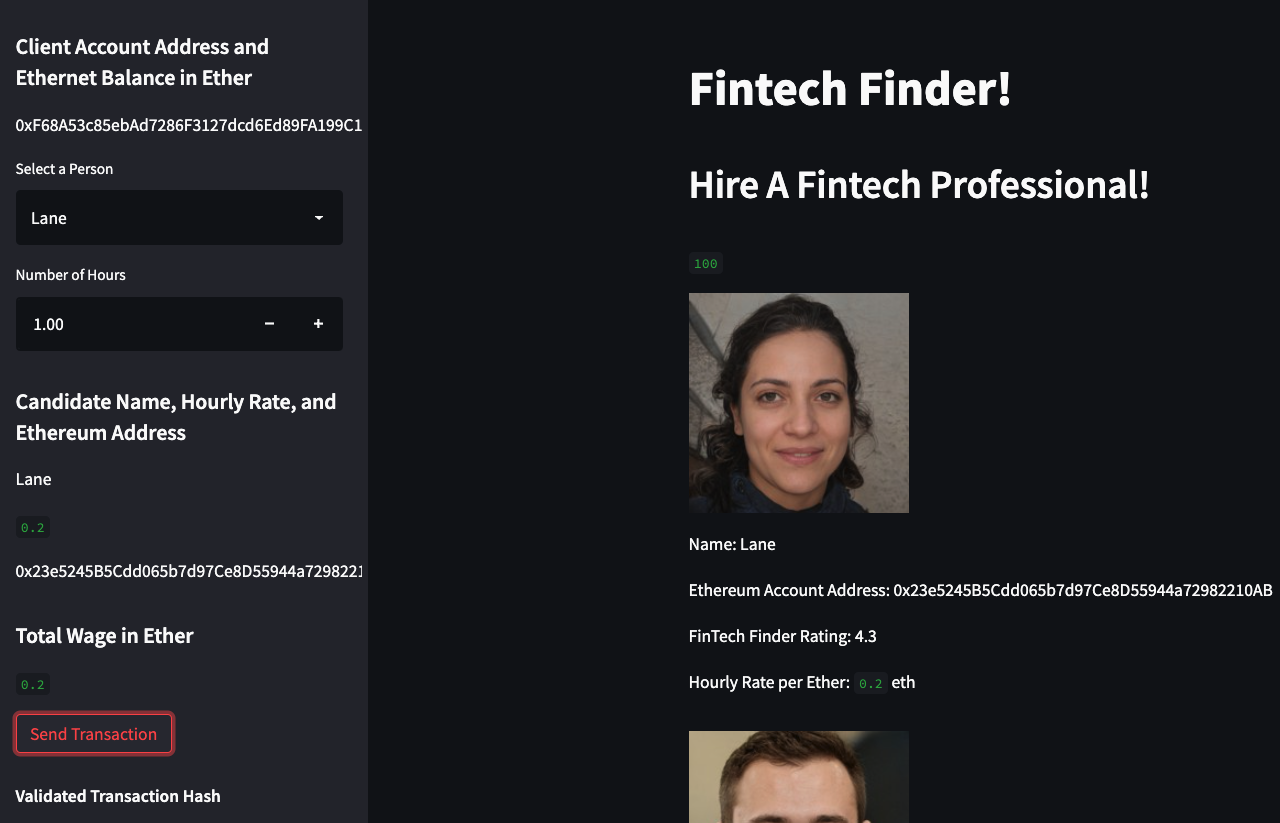 Client Account Address and
Ethernet Balance in Ether
0xF68A53c85ebAd7286F3127dcd6Ed89FA199C1
Select a Person
Lane
Number of Hours
1.00
Candidate Name, Hourly Rate, and
Ethereum Address
Lane
0.2
0x23e5245B5Cdd065b7d97Ce8D55944a7298221
Total Wage in Ether
0.2
Send Transaction
Validated Transaction Hash
Fintech Finder!
Hire A Fintech Professional!
100
Name: Lane
Ethereum Account Address: 0x23e5245B5Cdd065b7d97Ce8D55944a72982210AB
FinTech Finder Rating: 4.3
Hourly Rate per Ether: 0.2 eth